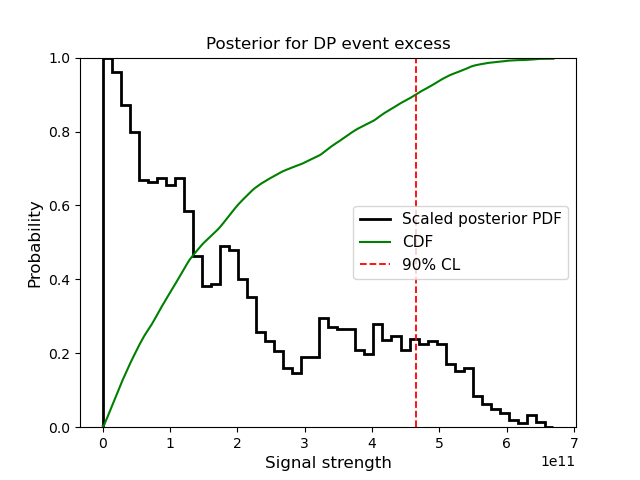 Posterior for DP event excess
Probability
1.0
0.8
0.6
0.4
0.2
0.0
Scaled posterior PDF
CDF
90% CL
0 1 2 3 4 5 6 7
1e11
Signal strength